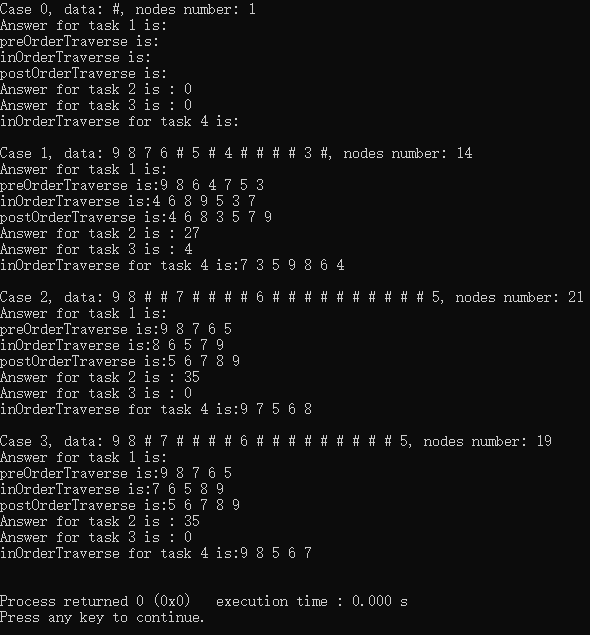 Case 0, data: #, nodes number: 1
Answer for task 1 is:
preOrderTraverse is:
inOrderTraverse is:
postOrderTraverse is:
Answer for task 2 is : 0
Answer for task 3 is : 0
inOrderTraverse for task 4 is:
Case 1, data: 9 8 7 6 # 5 # 4 # # # # 3 #, nodes number: 14
Answer for task 1 is:
preOrderTraverse is:9 8 6 4 7 5 3
inOrderTraverse is:4 6 8 9 5 3 7
postOrderTraverse is:4 6 8 3 5 7 9
Answer for task 2 is : 27
Answer for task 3 is : 4
inOrderTraverse for task 4 is:7 3 5 9 8 6 4
Case 2, data: 9 8 # # 7 # # # # 6 # # # # # # # # # # 5, nodes number: 21
Answer for task 1 is:
preOrderTraverse is:9 8 7 6 5
inOrderTraverse is:8 6 5 7 9
postOrderTraverse is:5 6 7 8 9
Answer for task 2 is : 35
Answer for task 3 is : 0
inOrderTraverse for task 4 is:9 7 5 6 8
Case 3, data: 9 8 # 7 # # # # 6 # # # # # # # # # 5, nodes number: 19
Answer for task 1 is:
preOrderTraverse is:9 8 7 6 5
inOrderTraverse is:7 6 5 8 9
postOrderTraverse is:5 6 7 8 9
Answer for task 2 is : 35
Answer for task 3 is : 0
inOrderTraverse for task 4 is:9 8 5 6 7
Process returned 0 (0x0)   execution time : 0.000 s
Press any key to continue.